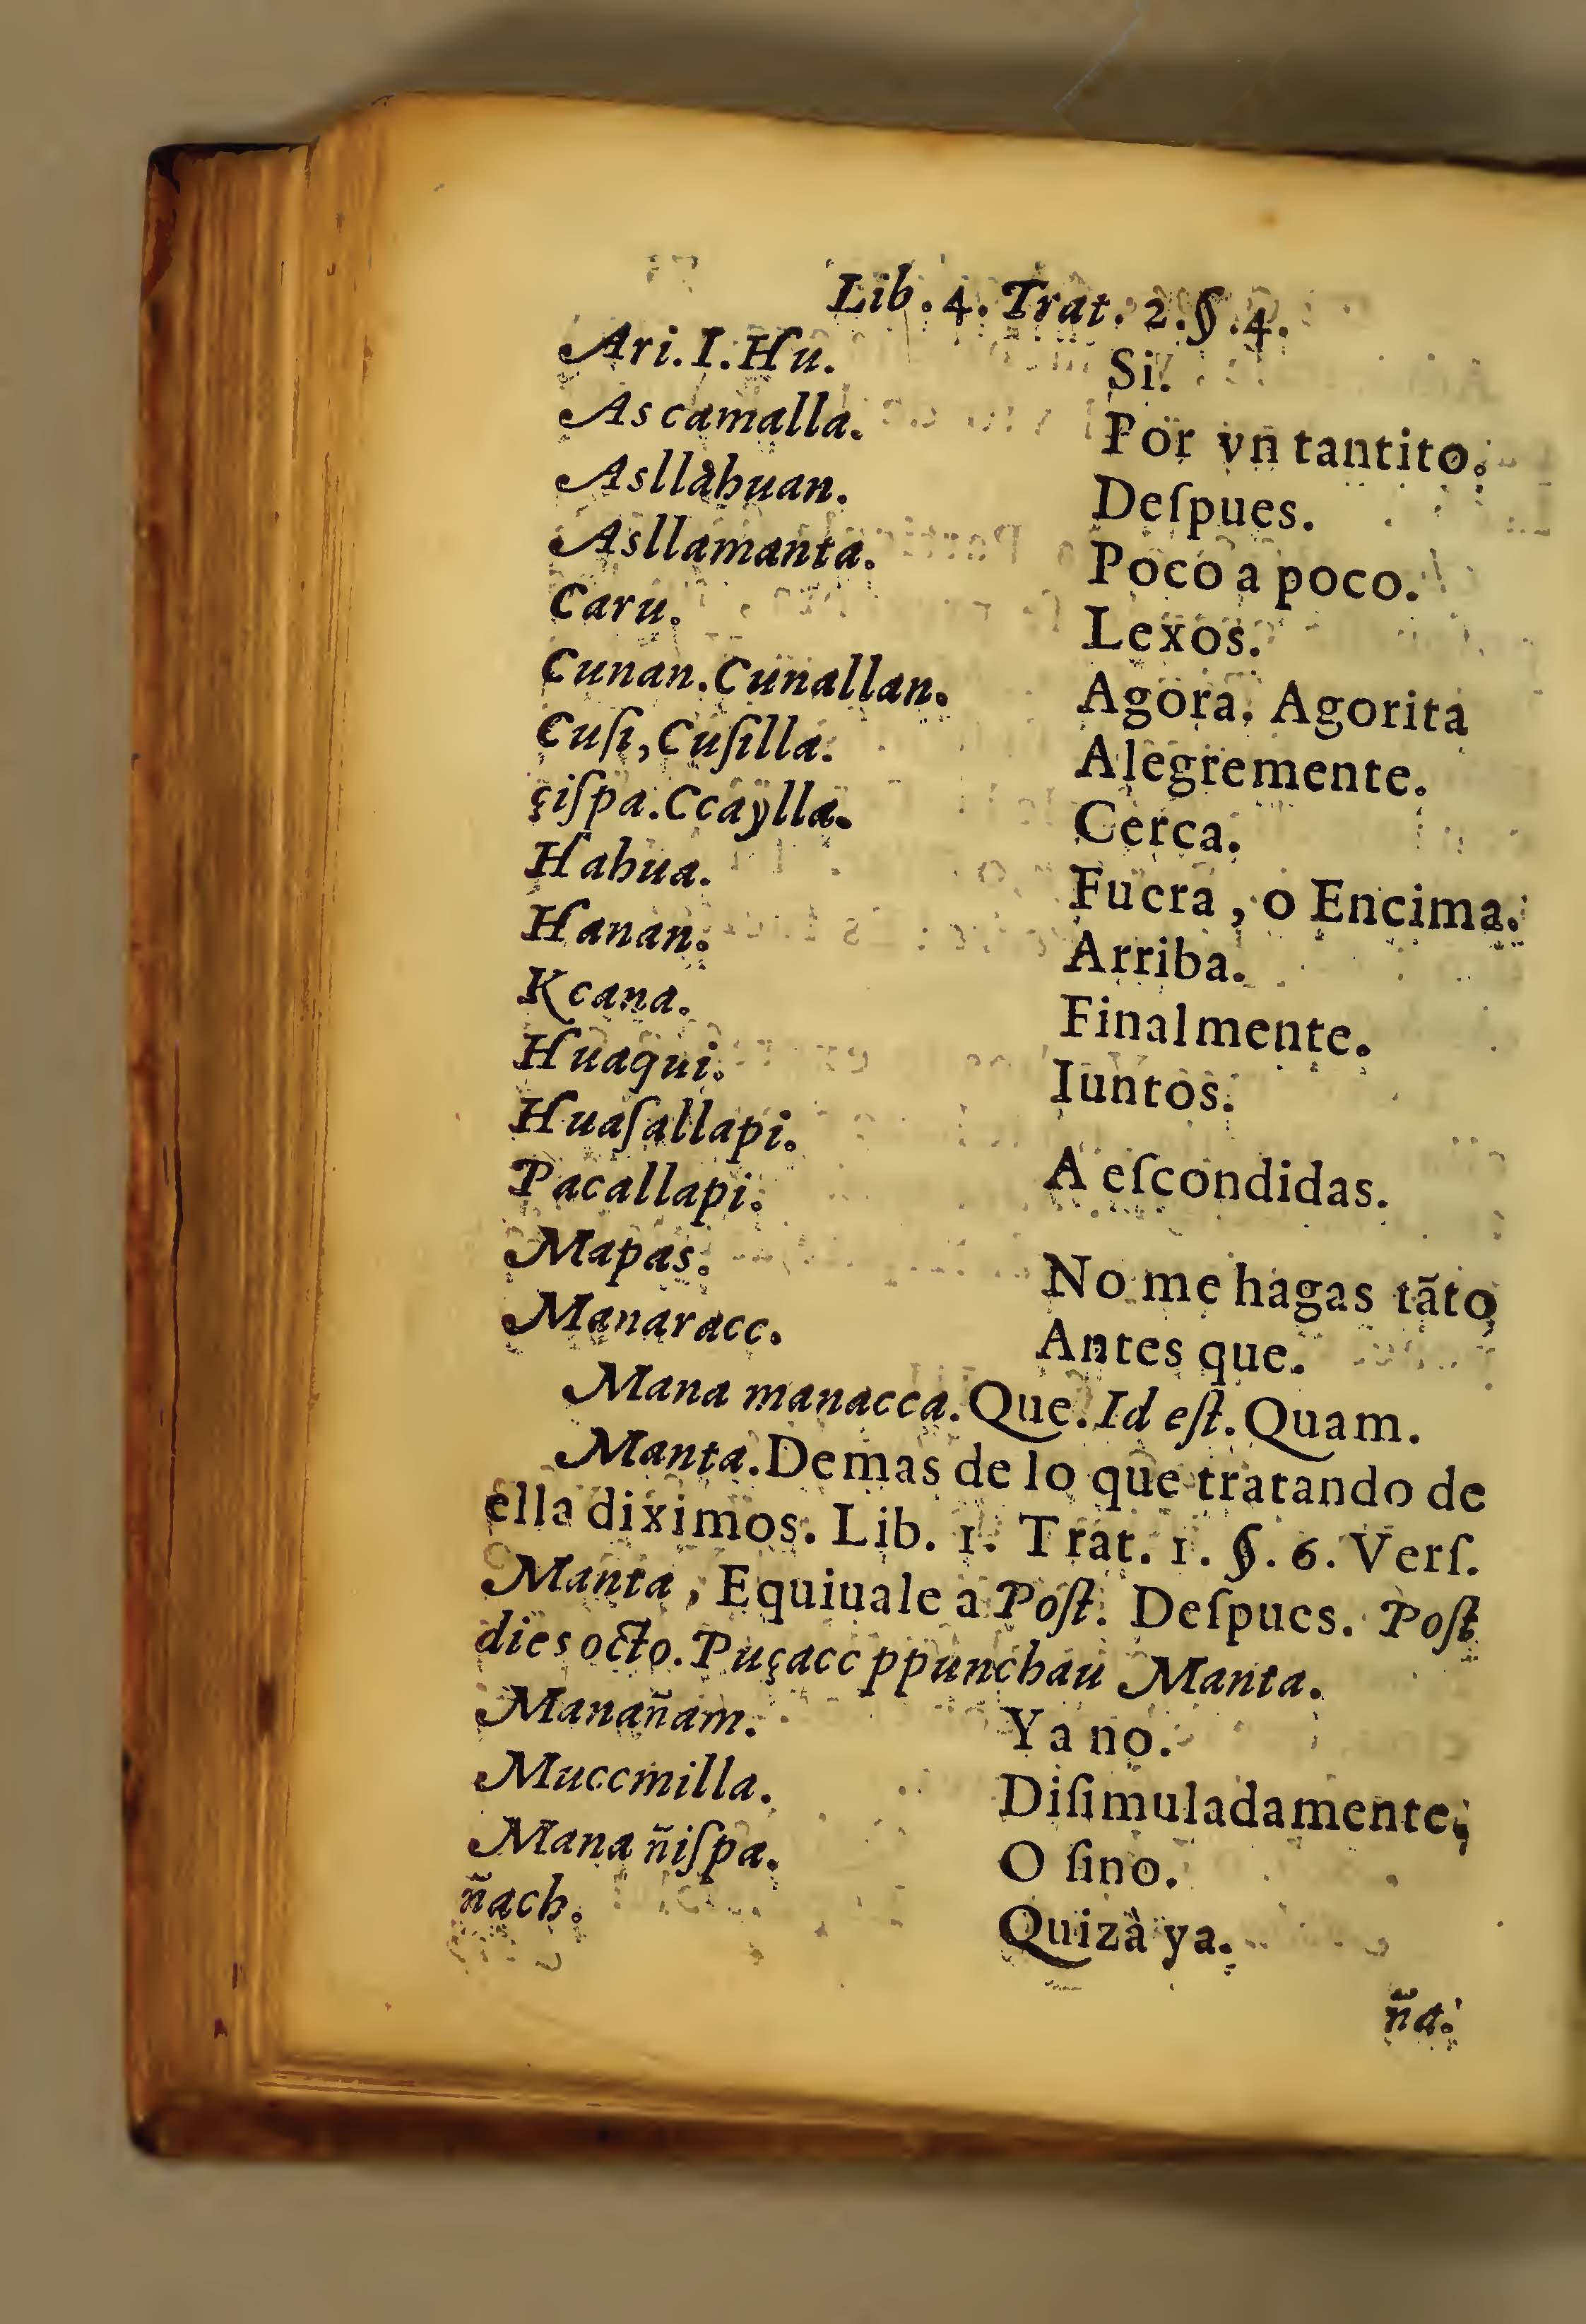 Lib. 4. Trat. 2. §. 4.
Ari. I. Hu. Si.
Ascamalla. Por vn tantito.
Asllahuan. Deſpues.
Asllamanta. Poco a poco.
Caru. Lexos.
Cunan. Cunallan. Agora. Agorita
Cuſi, Cuſilla. Alegremente.
çiſpa. Ccaylla. Cerca.
Hahua. Fuera, o Encima.
Hanan. Arriba.
Kcana. Finalmente.
Huaqui. Iuntos.
Huaſallapi.
Pacallapi. A eſcondidas.
Mapas. No me hagas tãto
Manaracc. Antes que.
Mana manacca. Que. Id eſt. Quam.
Manta. Demas de lo que tratando de
ella diximos. Lib. 1. Trat. 1. §. 6. Verſ.
Manta, Equiuale a Poſt. Deſpues. Poſt
dies octo. Puçacc ppunchau Manta.
Manañam. Ya no.
Muccmilla. Diſimuladamente,
Mana ñiſpa. O ſino.
ñach. Quizà ya.
ña.